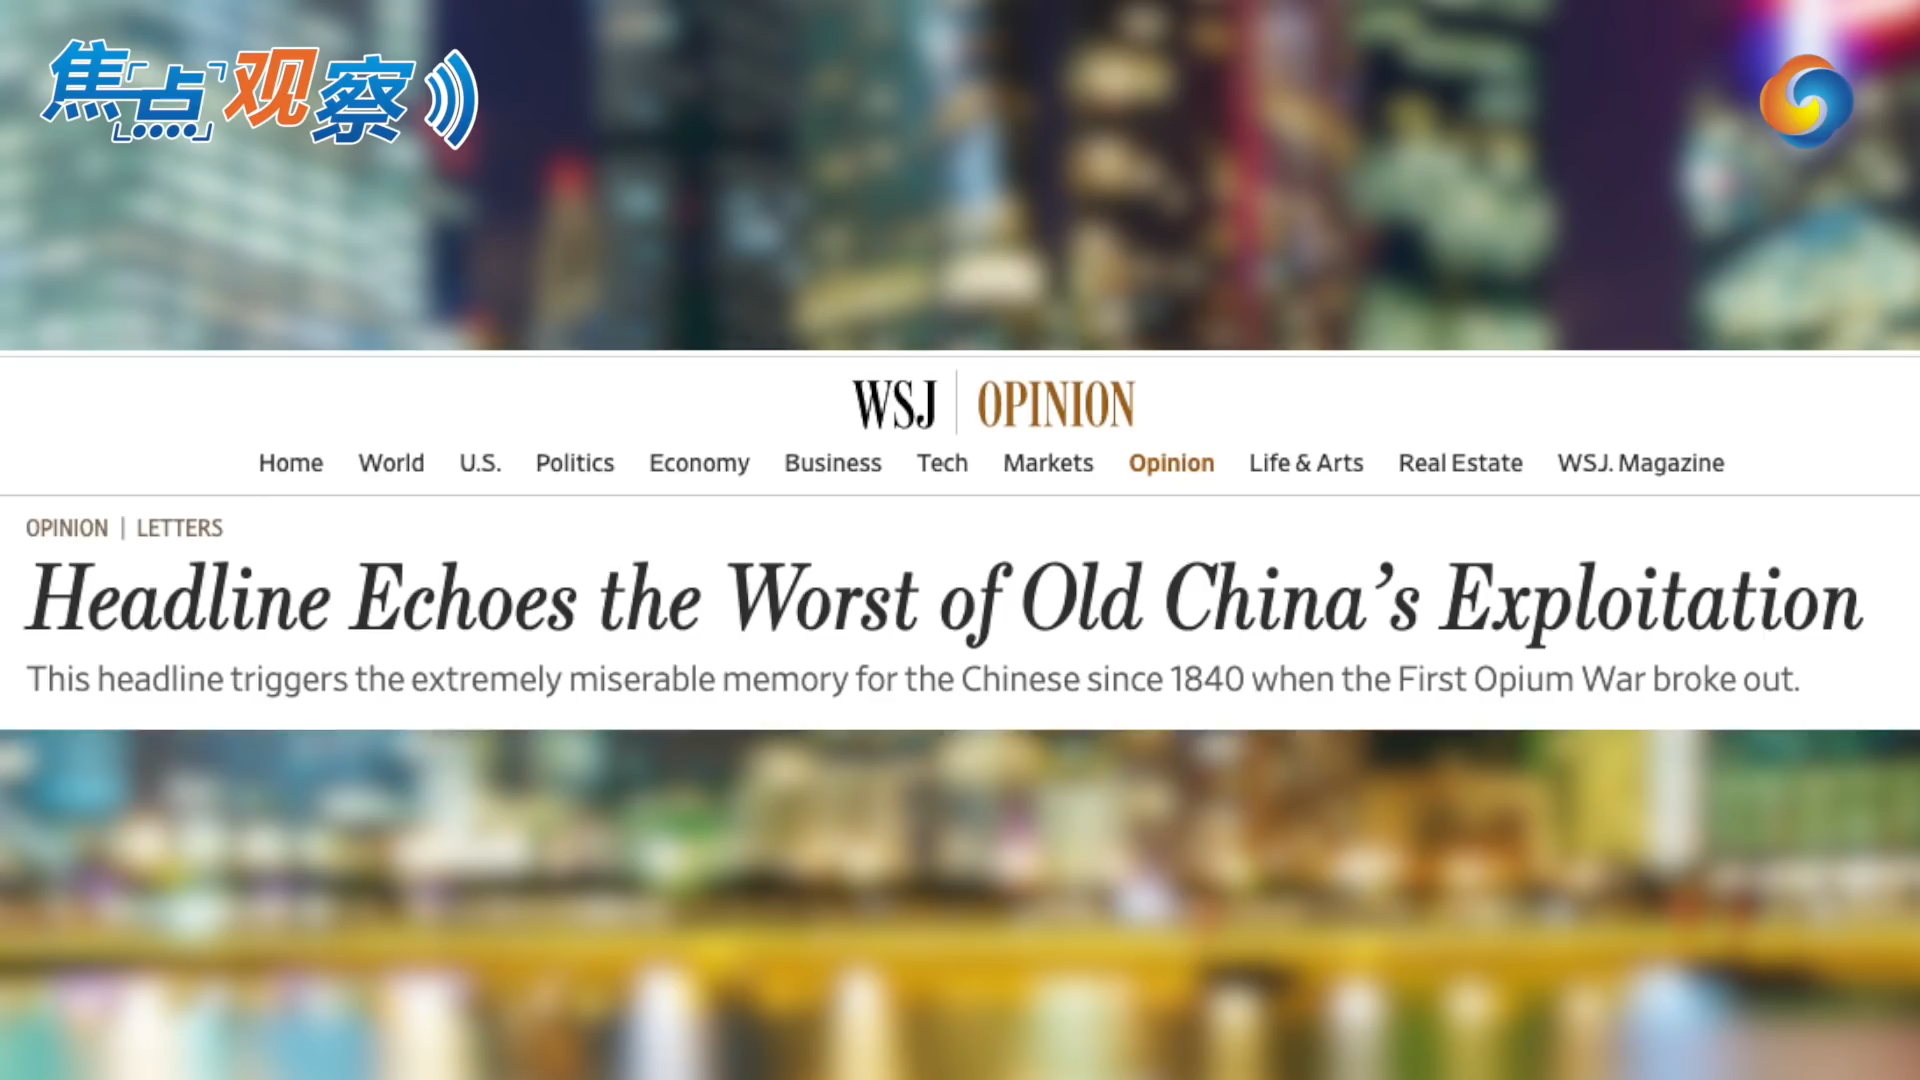 焦点观察
WSJ | OPINION
Home World U.S. Politics Economy Business Tech Markets Opinion Life & Arts Real Estate WSJ. Magazine
OPINION | LETTERS
Headline Echoes the Worst of Old China’s Exploitation
This headline triggers the extremely miserable memory for the Chinese since 1840 when the First Opium War broke out.